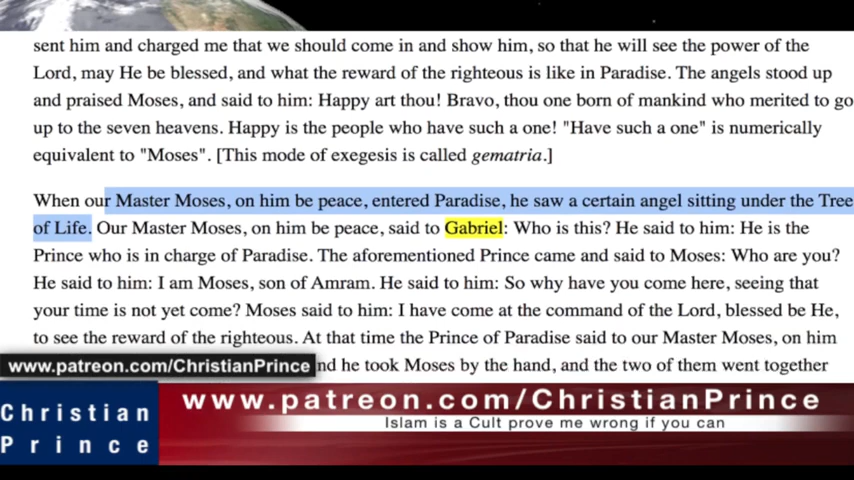 sent him and charged me that we should come in and show him, so that he will see the power of the
Lord, may He be blessed, and what the reward of the righteous is like in Paradise. The angels stood up
and praised Moses, and said to him: Happy art thou! Bravo, thou one born of mankind who merited to go
up to the seven heavens. Happy is the people who have such a one! "Have such a one" is numerically
equivalent to "Moses". [This mode of exegesis is called gematria.]
When our Master Moses, on him be peace, entered Paradise, he saw a certain angel sitting under the Tree
of Life. Our Master Moses, on him be peace, said to Gabriel: Who is this? He said to him: He is the
Prince who is in charge of Paradise. The aforementioned Prince came and said to Moses: Who are you?
He said to him: I am Moses, son of Amram. He said to him: So why have you come here, seeing that
your time is not yet come? Moses said to him: I have come at the command of the Lord, blessed be He,
to see the reward of the righteous. At that time the Prince of Paradise said to our Master Moses, on him
www.patreon.com/ChristianPrince nd he took Moses by the hand, and the two of them went together
Christian
Prince
www.patreon.com/ChristianPrince
Islam is a Cult prove me wrong if you can